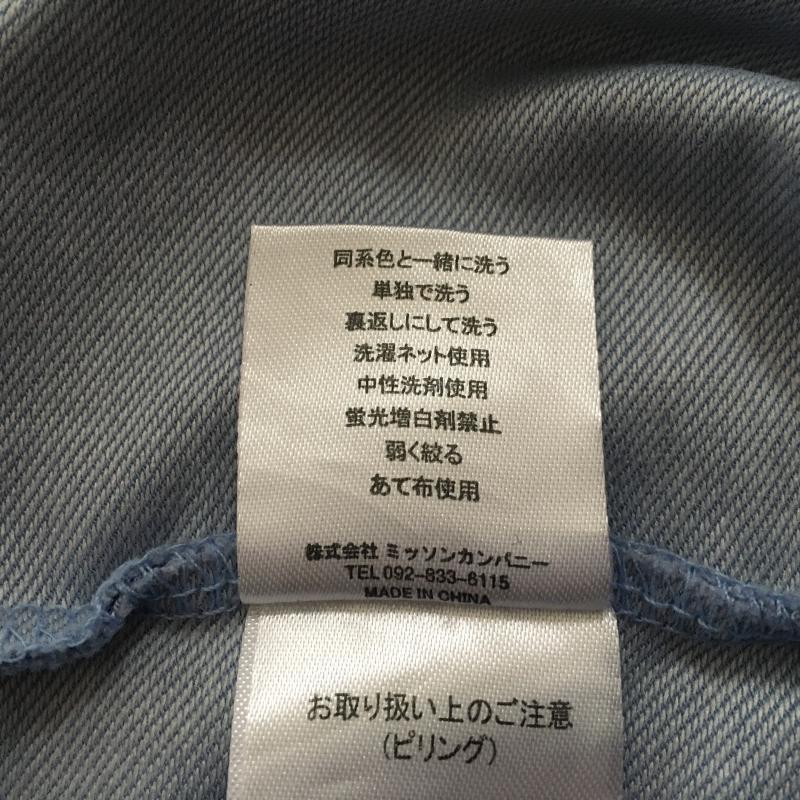 同系色と一緒に洗う
単独で洗う
裏返しにして洗う
洗濯ネット使用
中性洗剤使用
蛍光増白剤禁止
弱く絞る
あて布使用
株式会社 ミッソンカンパニー
TEL 092-833-6115
MADE IN CHINA
お取り扱い上のご注意
(ピリング)